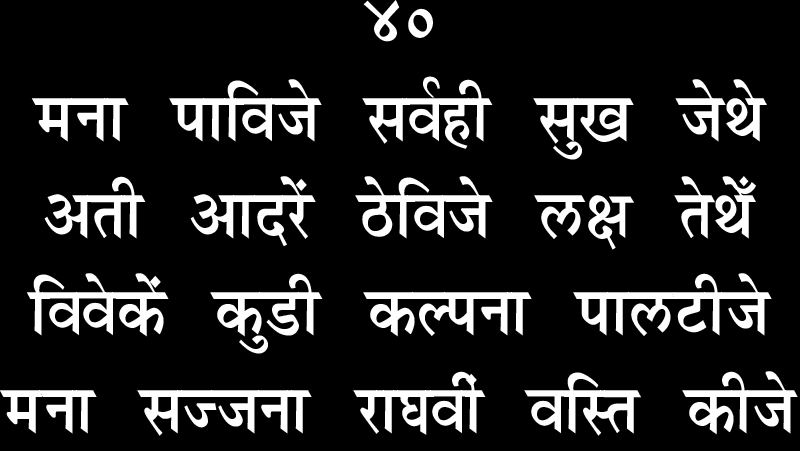 ४०
मना पाविजे सर्वही सुख जेथे
अती आदरें ठेविजे लक्ष तेथेँ
विवेकें कुडी कल्पना पालटीजे
मना सज्जना राघवीं वस्ति कीजे